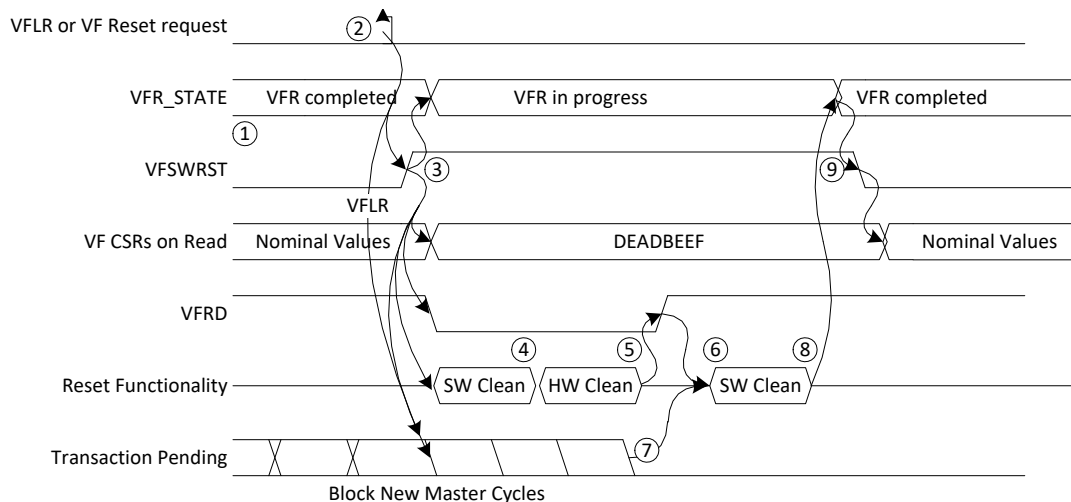 VFLR or VF Reset request
②
VFR_STATE
VFR completed
VFR in progress
VFR completed
①
VFSWRST
③
⑨
VFLR
VF CSRs on Read
Nominal Values
DEADBEEF
Nominal Values
VFRD
④
⑤
⑥
⑧
Reset Functionality
SW Clean
HW Clean
SW Clean
Transaction Pending
⑦
Block New Master Cycles